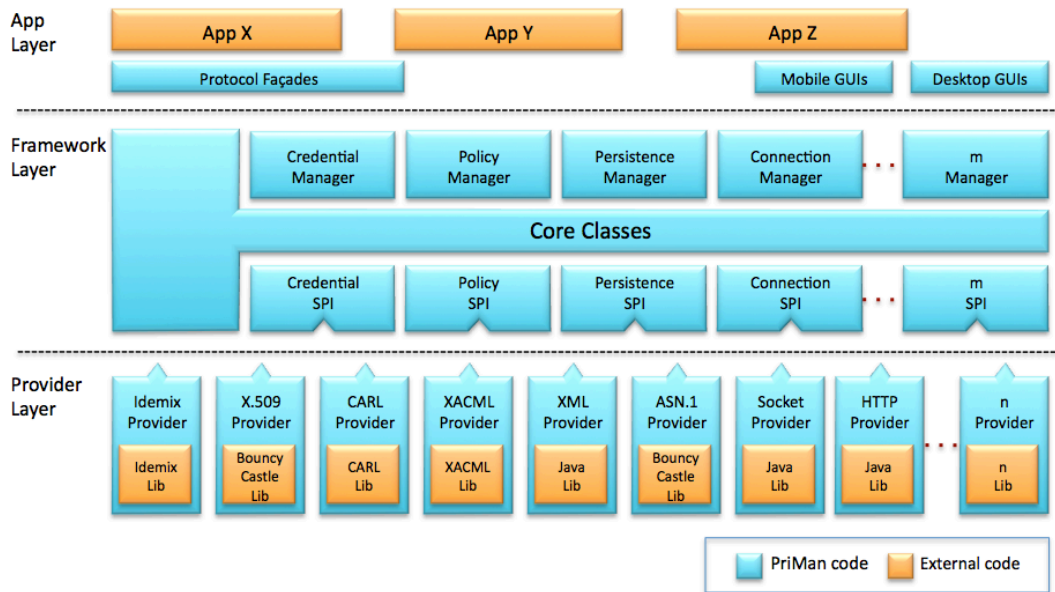 App
Layer
App X
App Y
App Z
Protocol Façades
Mobile GUIs
Desktop GUIs
Framework
Layer
Credential
Manager
Policy
Manager
Persistence
Manager
Connection
Manager
m
Manager
Core Classes
Credential
SPI
Policy
SPI
Persistence
SPI
Connection
SPI
m
SPI
Provider
Layer
Idemix
Provider
Idemix
Lib
X.509
Provider
Bouncy
Castle
Lib
CARL
Provider
CARL
Lib
XACML
Provider
XACML
Lib
XML
Provider
Java
Lib
ASN.1
Provider
Bouncy
Castle Lib
Socket
Provider
Java
Lib
HTTP
Provider
Java
Lib
n
Provider
n
Lib
PriMan code
External code